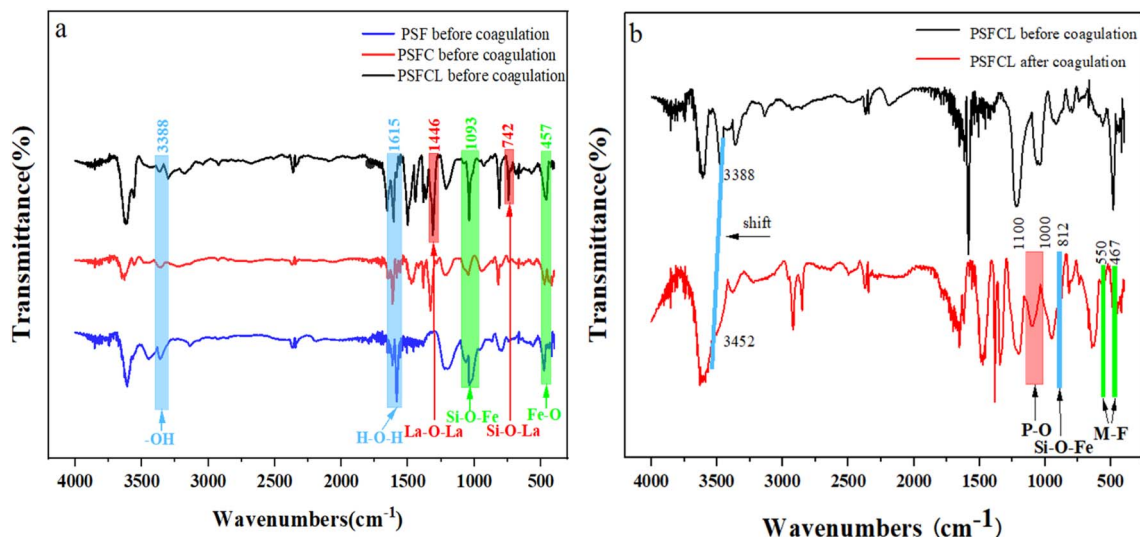 a
PSF before coagulation
PSFC before coagulation
PSFCL before coagulation
3388
1615
1446
1093
742
457
Transmittance(%)
-OH
H-O-H
La-O-La
Si-O-Fe
Si-O-La
Fe-O
4000 3500 3000 2500 2000 1500 1000 500
Wavenumbers(cm-1)
b
PSFCL before coagulation
PSFCL after coagulation
Transmittance(%)
3388
shift
3452
1100
1000
812
550
467
P-O
Si-O-Fe
M-F
4000 3500 3000 2500 2000 1500 1000 500
Wavenumbers (cm-1)